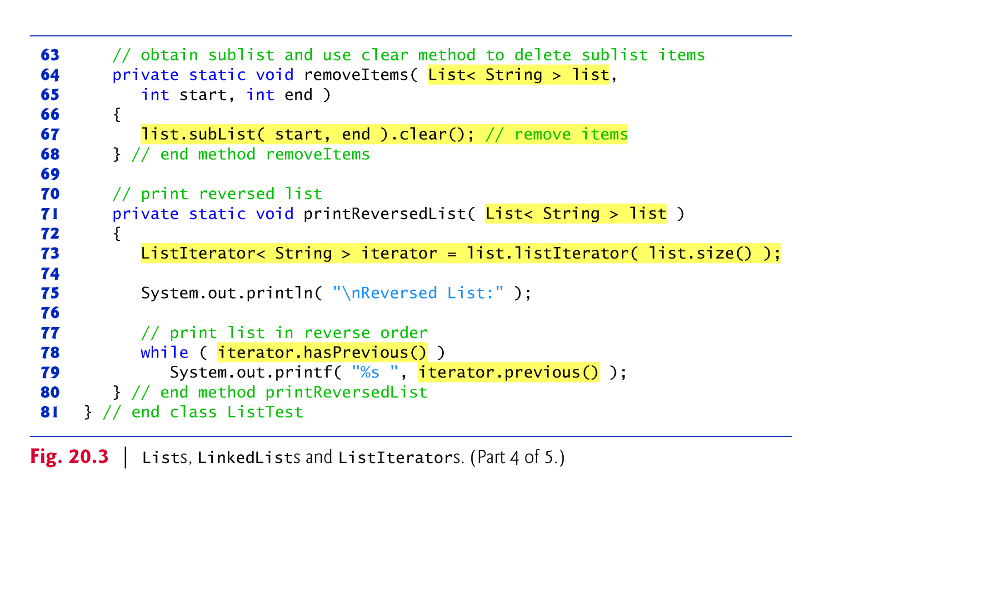 63 // obtain sublist and use clear method to delete sublist items
64 private static void removeItems( List< String > list,
65 int start, int end )
66 {
67 list.subList( start, end ).clear(); // remove items
68 } // end method removeItems
69
70 // print reversed list
71 private static void printReversedList( List< String > list )
72 {
73 ListIterator< String > iterator = list.listIterator( list.size() );
74
75 System.out.println( "\nReversed List:" );
76
77 // print list in reverse order
78 while ( iterator.hasPrevious() )
79 System.out.printf( "%s ", iterator.previous() );
80 } // end method printReversedList
81 } // end class ListTest
Fig. 20.3 | Lists, LinkedLists and ListIterators. (Part 4 of 5.)